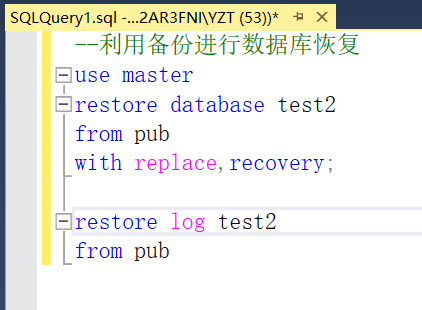 SQLQuery1.sql -...2AR3FNI\YZT (53))*
--利用备份进行数据库恢复
use master
restore database test2
from pub
with replace,recovery;
restore log test2
from pub